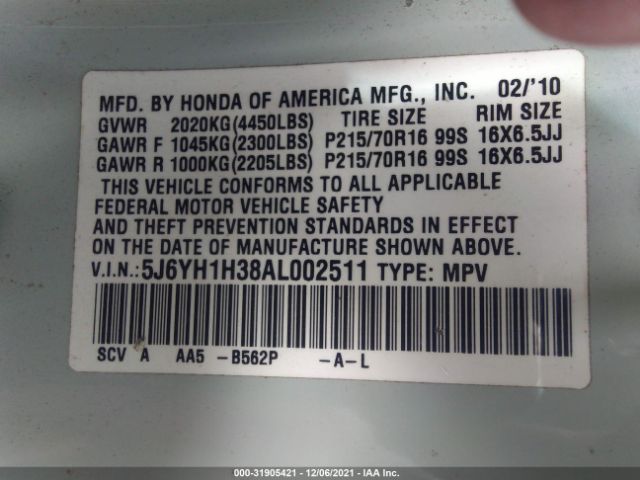 MFD. BY HONDA OF AMERICA MFG., INC. 02/'10
GVWR 2020KG(4450LBS) TIRE SIZE RIM SIZE
GAWR F 1045KG(2300LBS) P215/70R16 99S 16X6.5JJ
GAWR R 1000KG(2205LBS) P215/70R16 99S 16X6.5JJ
THIS VEHICLE CONFORMS TO ALL APPLICABLE
FEDERAL MOTOR VEHICLE SAFETY
AND THEFT PREVENTION STANDARDS IN EFFECT
ON THE DATE OF MANUFACTURE SHOWN ABOVE.
V.I.N.:5J6YH1H38AL002511 TYPE: MPV
SCV A AA5 -B562P -A-L
000-31905421 - 12/06/2021 - IAA Inc.